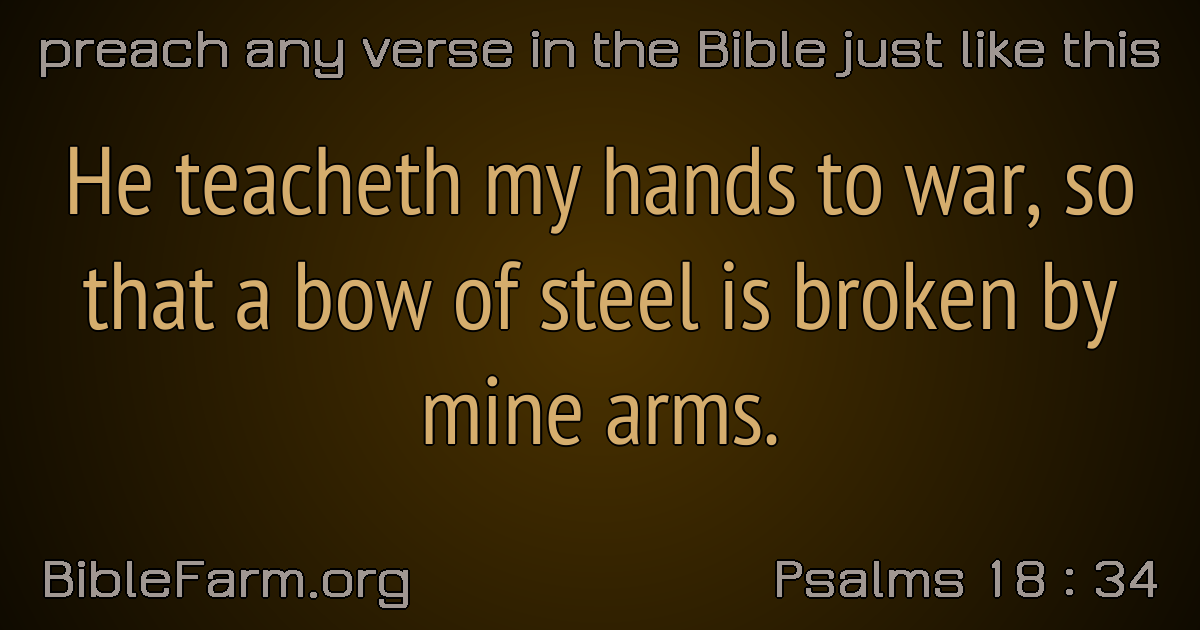 preach any verse in the Bible just like this
He teacheth my hands to war, so
that a bow of steel is broken by
mine arms.
BibleFarm.org
Psalms 18 : 34